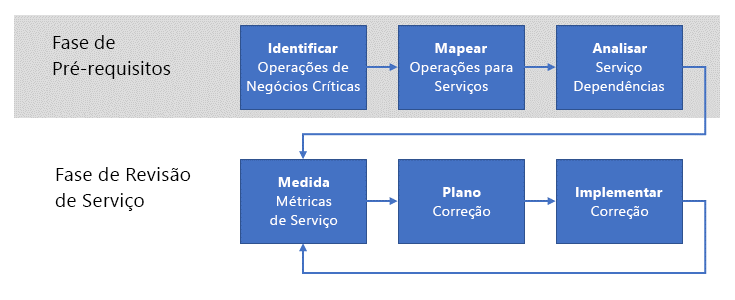 Fase de
Pré-requisitos
Identificar
Operações de
Negócios Críticas
Mapear
Operações para
Serviços
Analisar
Serviço
Dependências
Fase de Revisão
de Serviço
Medida
Métricas
de Serviço
Plano
Correção
Implementar
Correção